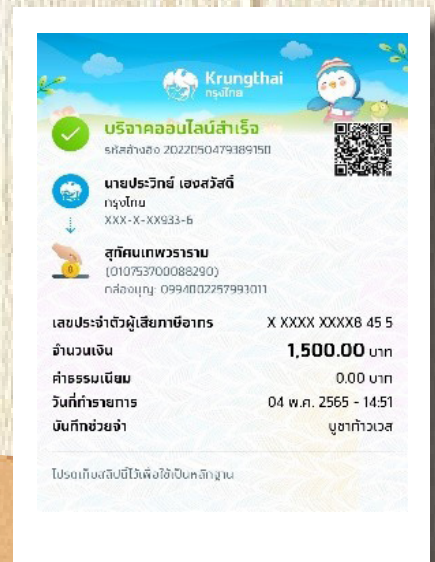 Krungthai
กรุงไทย
บริจาคออนไลน์สำเร็จ
รหัสอ้างอิง 2022050479389150
นายประวิทย์ เฮงสวัสดิ์
กรุงไทย
XXX-X-XX933-6
สุทัศนเทพวราราม
(010753700088290)
กล่องบุญ: 0994002257993011
เลขประจำตัวผู้เสียภาษีอากร X XXXX XXXX8 45 5
จำนวนเงิน 1,500.00 บาท
ค่าธรรมเนียม 0.00 บาท
วันที่ทำรายการ 04 พ.ค. 2565 - 14:51
บันทึกช่วยจำ บูชาท้าวเวส
โปรดเก็บสลิปนี้ไว้เพื่อใช้เป็นหลักฐาน